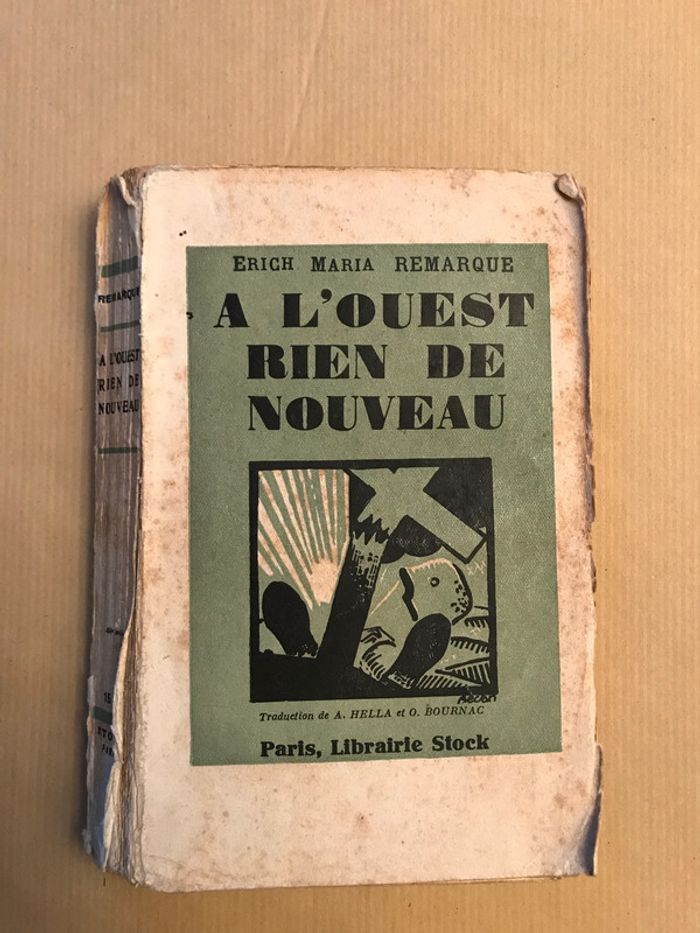 ERICH MARIA REMARQUE
A L'OUEST
RIEN DE
NOUVEAU
Traduction de A. HELLA et O. BOURNAC
Paris, Librairie Stock
REMARQUE
A L'OUEST
RIEN DE
NOUVEAU